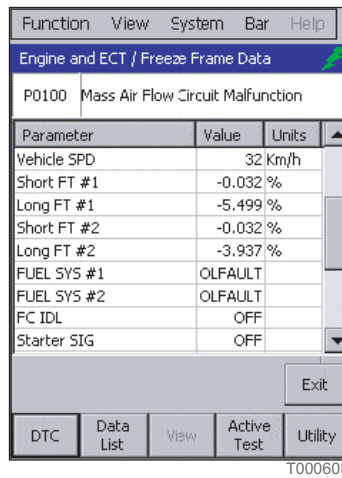 Function View System Bar Help
Engine and ECT / Freeze Frame Data
P0100 Mass Air Flow Circuit Malfunction
Parameter Value Units
Vehicle SPD 32 Km/h
Short FT #1 -0.032 %
Long FT #1 -5.499 %
Short FT #2 -0.032 %
Long FT #2 -3.937 %
FUEL SYS #1 OLFAULT
FUEL SYS #2 OLFAULT
FC IDL OFF
Starter SIG OFF
Exit
DTC Data List View Active Test Utility